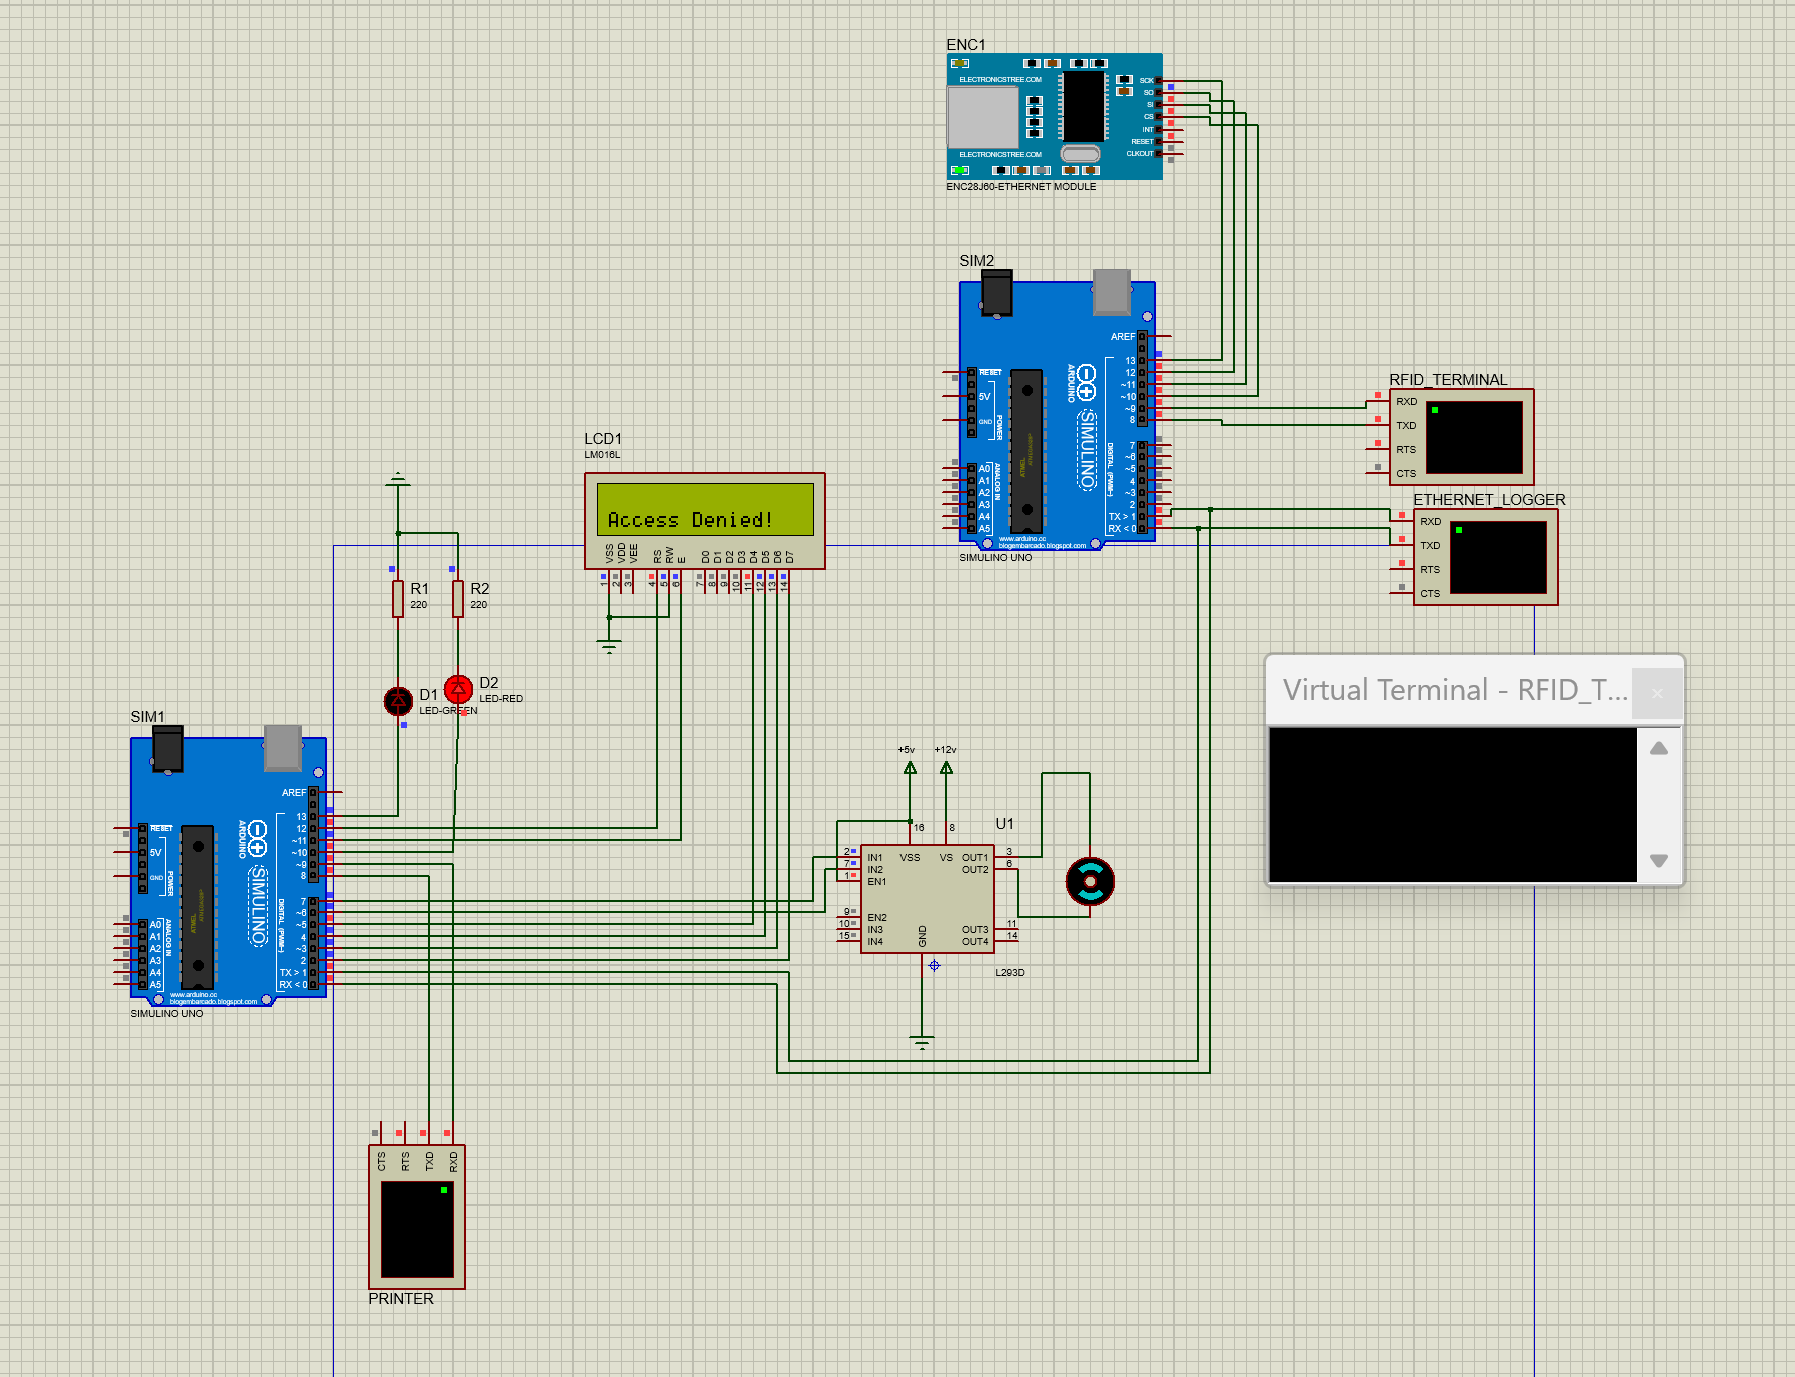 ENC1
ELECTRONICSTREE.COM
ELECTRONICSTREE.COM
SCK
SO
SI
CS
INT
RESET
CLKOUT
ENC28J60-ETHERNET MODULE
SIM2
AREF
13
12
~11
~10
~9
8
7
~6
~5
4
~3
2
TX > 1
RX < 0
RESET
5V
GND
POWER
A0
A1
A2
A3
A4
A5
ANALOG IN
ARDUINO
SIMULINO
DIGITAL (PWM~)
ATMEL
www.arduino.cc
blogembarcado.blogspot.com
SIMULINO UNO
RFID_TERMINAL
RXD
TXD
RTS
CTS
ETHERNET_LOGGER
RXD
TXD
RTS
CTS
LCD1
LM016L
Access Denied!
VSS
VDD
VEE
RS
RW
E
D0
D1
D2
D3
D4
D5
D6
D7
1
2
3
4
5
6
7
8
9
10
11
12
13
14
R1
220
R2
220
D1
LED-GREEN
D2
LED-RED
Virtual Terminal - RFID_T...
SIM1
AREF
13
12
~11
~10
~9
8
7
~6
~5
4
~3
2
TX > 1
RX < 0
RESET
5V
GND
POWER
A0
A1
A2
A3
A4
A5
ANALOG IN
ARDUINO
SIMULINO
DIGITAL (PWM~)
ATMEL
www.arduino.cc
blogembarcado.blogspot.com
SIMULINO UNO
+5v
+12v
U1
16
8
2
7
1
9
10
15
3
6
11
14
IN1
IN2
EN1
EN2
IN3
IN4
VSS
VS
OUT1
OUT2
OUT3
OUT4
GND
L293D
CTS
RTS
TXD
RXD
PRINTER